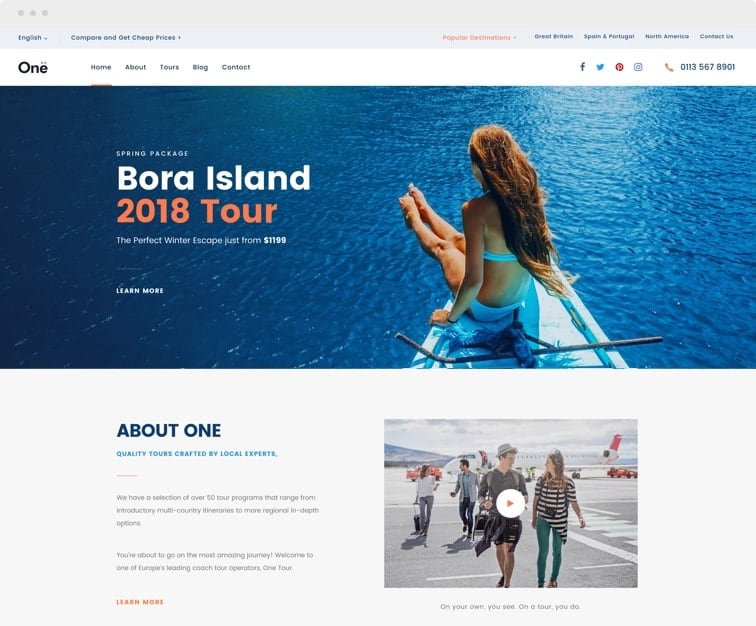 English
Compare and Get Cheap Prices
Popular Destinations
Great Britain
Spain & Portugal
North America
Contact Us
Onë
Home
About
Tours
Blog
Contact
0113 567 8901
SPRING PACKAGE
Bora Island
2018 Tour
The Perfect Winter Escape just from $1199
LEARN MORE
ABOUT ONE
QUALITY TOURS CRAFTED BY LOCAL EXPERTS,
We have a selection of over 50 tour programs that range from
introductory multi-country itineraries to more regional in-depth
options.
You're about to go on the most amazing journey! Welcome to
one of Europe's leading coach tour operators, One Tour.
LEARN MORE
On your own, you see. On a tour, you do.